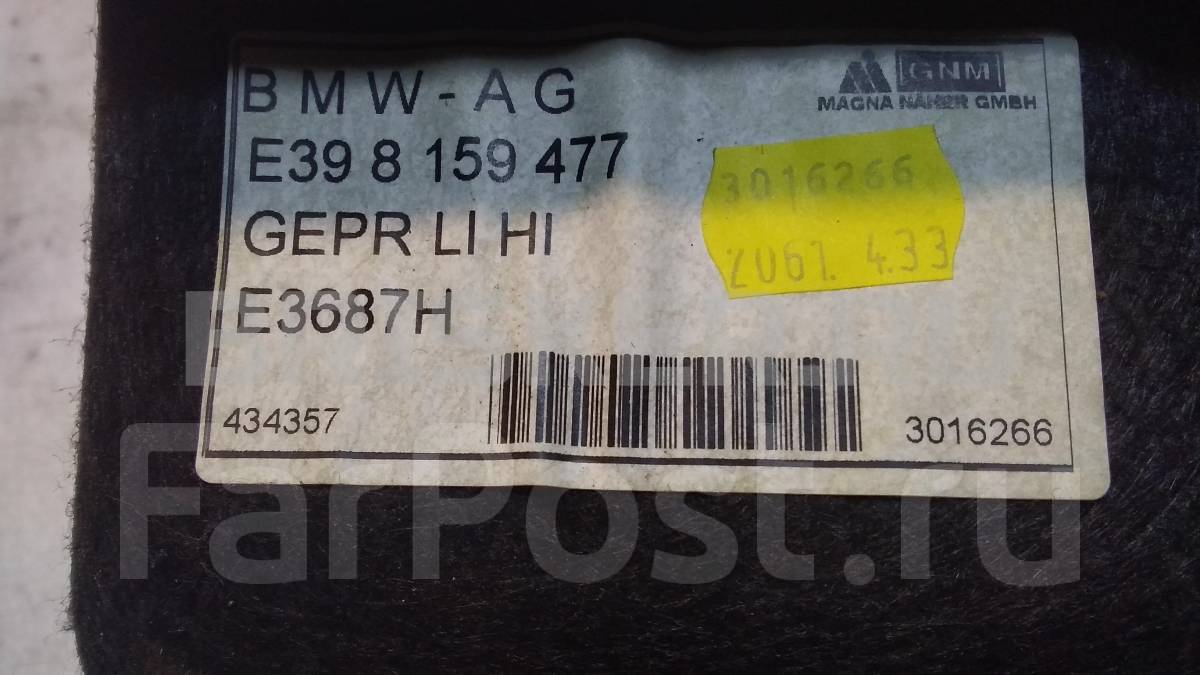 BMW-AG
GNM
MAGNA NÄHER GMBH
E39 8 159 477
3016266
GEPR LI HI
2061. 4.33
E3687H
434357
3016266
FarPost.ru